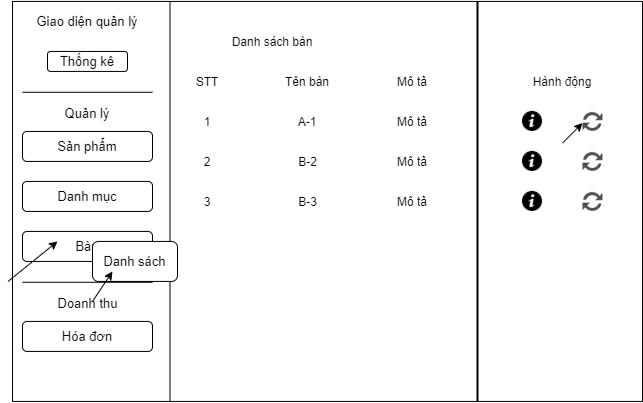 Giao diện quản lý
Thống kê
Quản lý
Sản phẩm
Danh mục
Bà
Danh sách
Doanh thu
Hóa đơn
Danh sách bàn
STT Tên bàn Mô tả Hành động
1 A-1 Mô tả
2 B-2 Mô tả
3 B-3 Mô tả